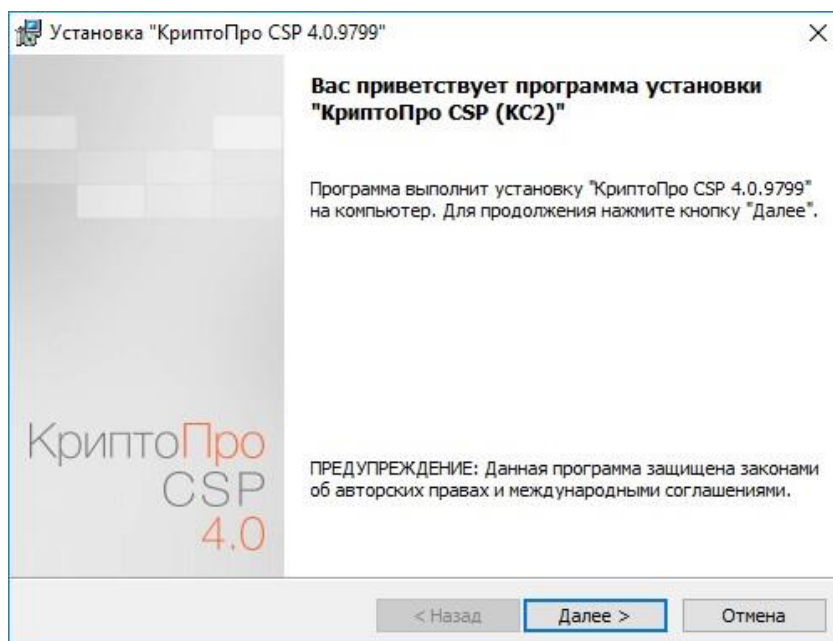 Установка "КриптоПро CSP 4.0.9799"
Вас приветствует программа установки
"КриптоПро CSP (KC2)"
Программа выполнит установку "КриптоПро CSP 4.0.9799"
на компьютер. Для продолжения нажмите кнопку "Далее".
КриптоПро
CSP
4.0
ПРЕДУПРЕЖДЕНИЕ: Данная программа защищена законами
об авторских правах и международными соглашениями.
< Назад
Далее >
Отмена